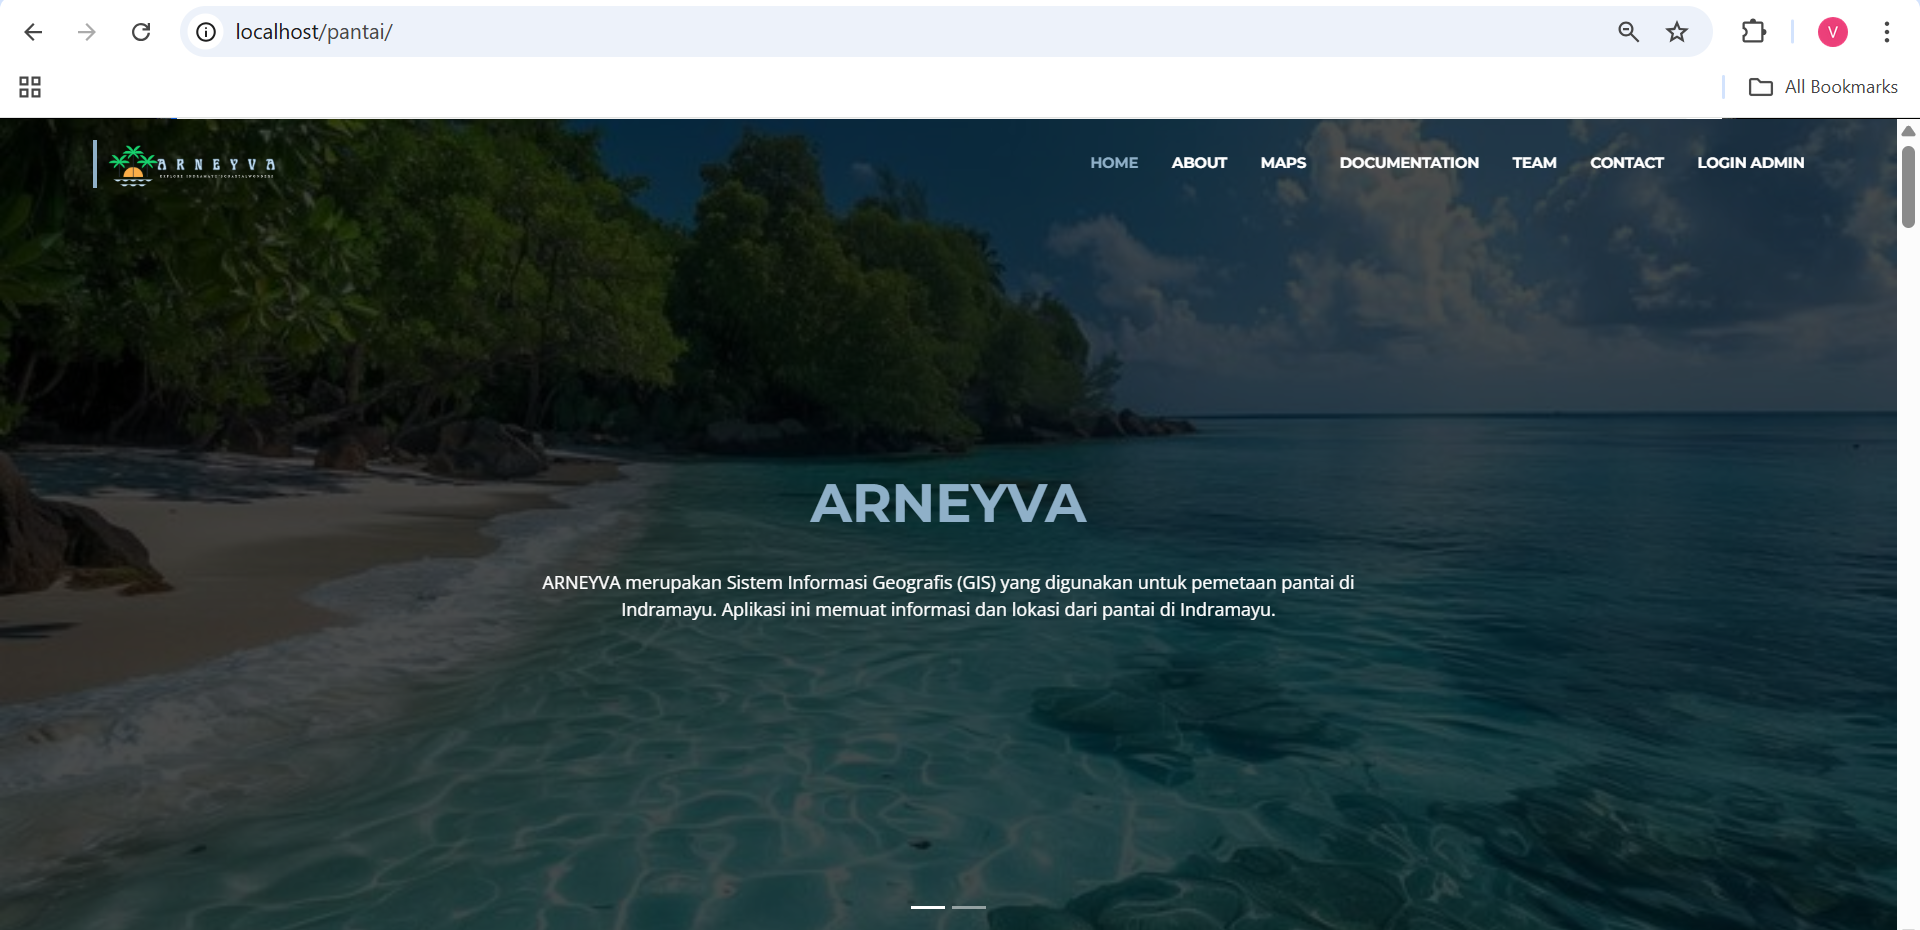 localhost/pantai/
V
All Bookmarks
ARNEYVA
HOME ABOUT MAPS DOCUMENTATION TEAM CONTACT LOGIN ADMIN
ARNEYVA
ARNEYVA merupakan Sistem Informasi Geografis (GIS) yang digunakan untuk pemetaan pantai di
Indramayu. Aplikasi ini memuat informasi dan lokasi dari pantai di Indramayu.